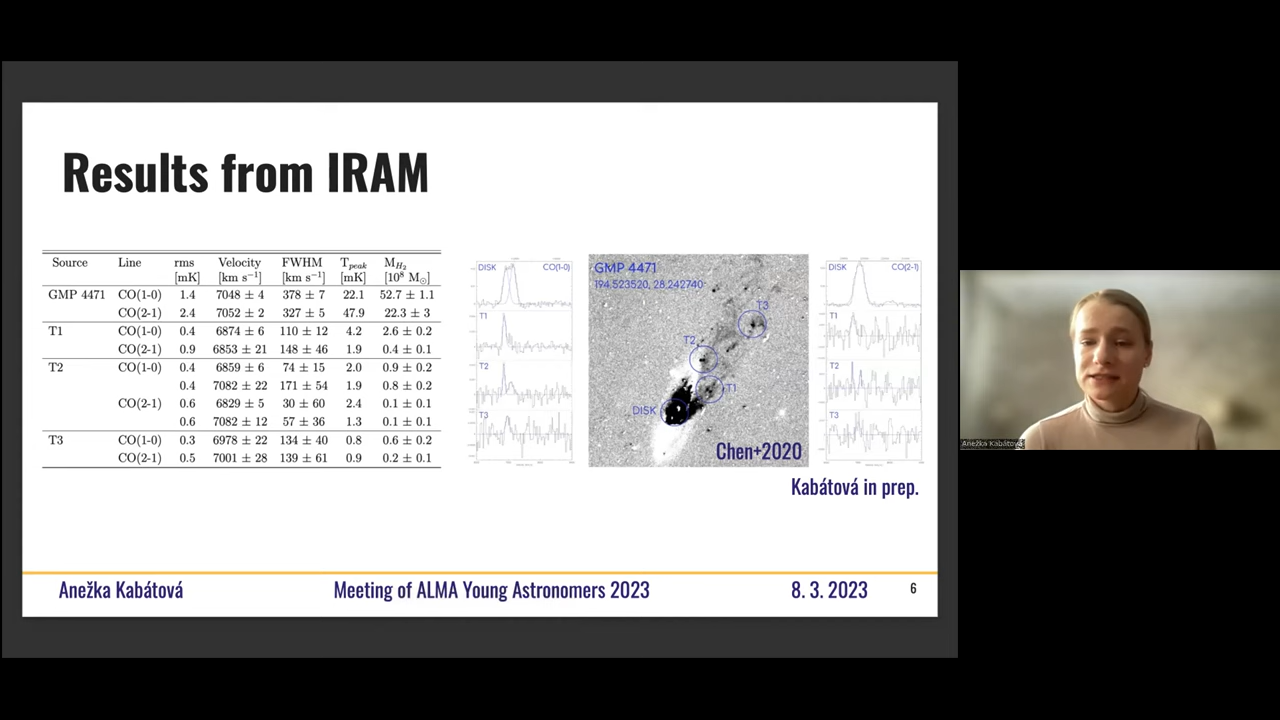 Results from IRAM
Source Line rms Velocity FWHM T_peak M_H2
[mK] [km s⁻¹] [km s⁻¹] [mK] [10⁸ M⊙]
GMP 4471 CO(1-0) 1.4 7048 ± 4 378 ± 7 22.1 52.7 ± 1.1
CO(2-1) 2.4 7052 ± 2 327 ± 5 47.9 22.3 ± 3
T1 CO(1-0) 0.4 6874 ± 6 110 ± 12 4.2 2.6 ± 0.2
CO(2-1) 0.9 6853 ± 21 148 ± 46 1.9 0.4 ± 0.1
T2 CO(1-0) 0.4 6859 ± 6 74 ± 15 2.0 0.9 ± 0.2
0.4 7082 ± 22 171 ± 54 1.9 0.8 ± 0.2
CO(2-1) 0.6 6829 ± 5 30 ± 60 2.4 0.1 ± 0.1
0.6 7082 ± 12 57 ± 36 1.3 0.1 ± 0.1
T3 CO(1-0) 0.3 6978 ± 22 134 ± 40 0.8 0.6 ± 0.2
CO(2-1) 0.5 7001 ± 28 139 ± 61 0.9 0.2 ± 0.1
DISK CO(1-0)
T1
T2
T3
GMP 4471
194.523520, 28.242740
T3
T2
T1
DISK
Chen+2020
DISK CO(2-1)
T1
T2
T3
Kabátová in prep.
Anežka Kabátová Meeting of ALMA Young Astronomers 2023 8. 3. 2023 6
Anežka Kabátová